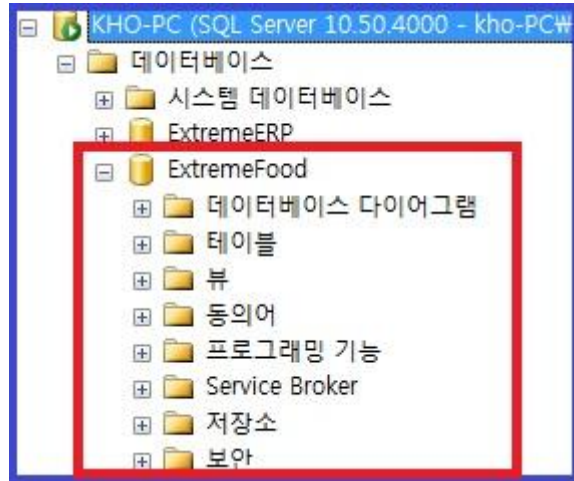 KHO-PC (SQL Server 10.50.4000 - kho-PC₩
데이터베이스
시스템 데이터베이스
ExtremeERP
ExtremeFood
데이터베이스 다이어그램
테이블
뷰
동의어
프로그래밍 기능
Service Broker
저장소
보안